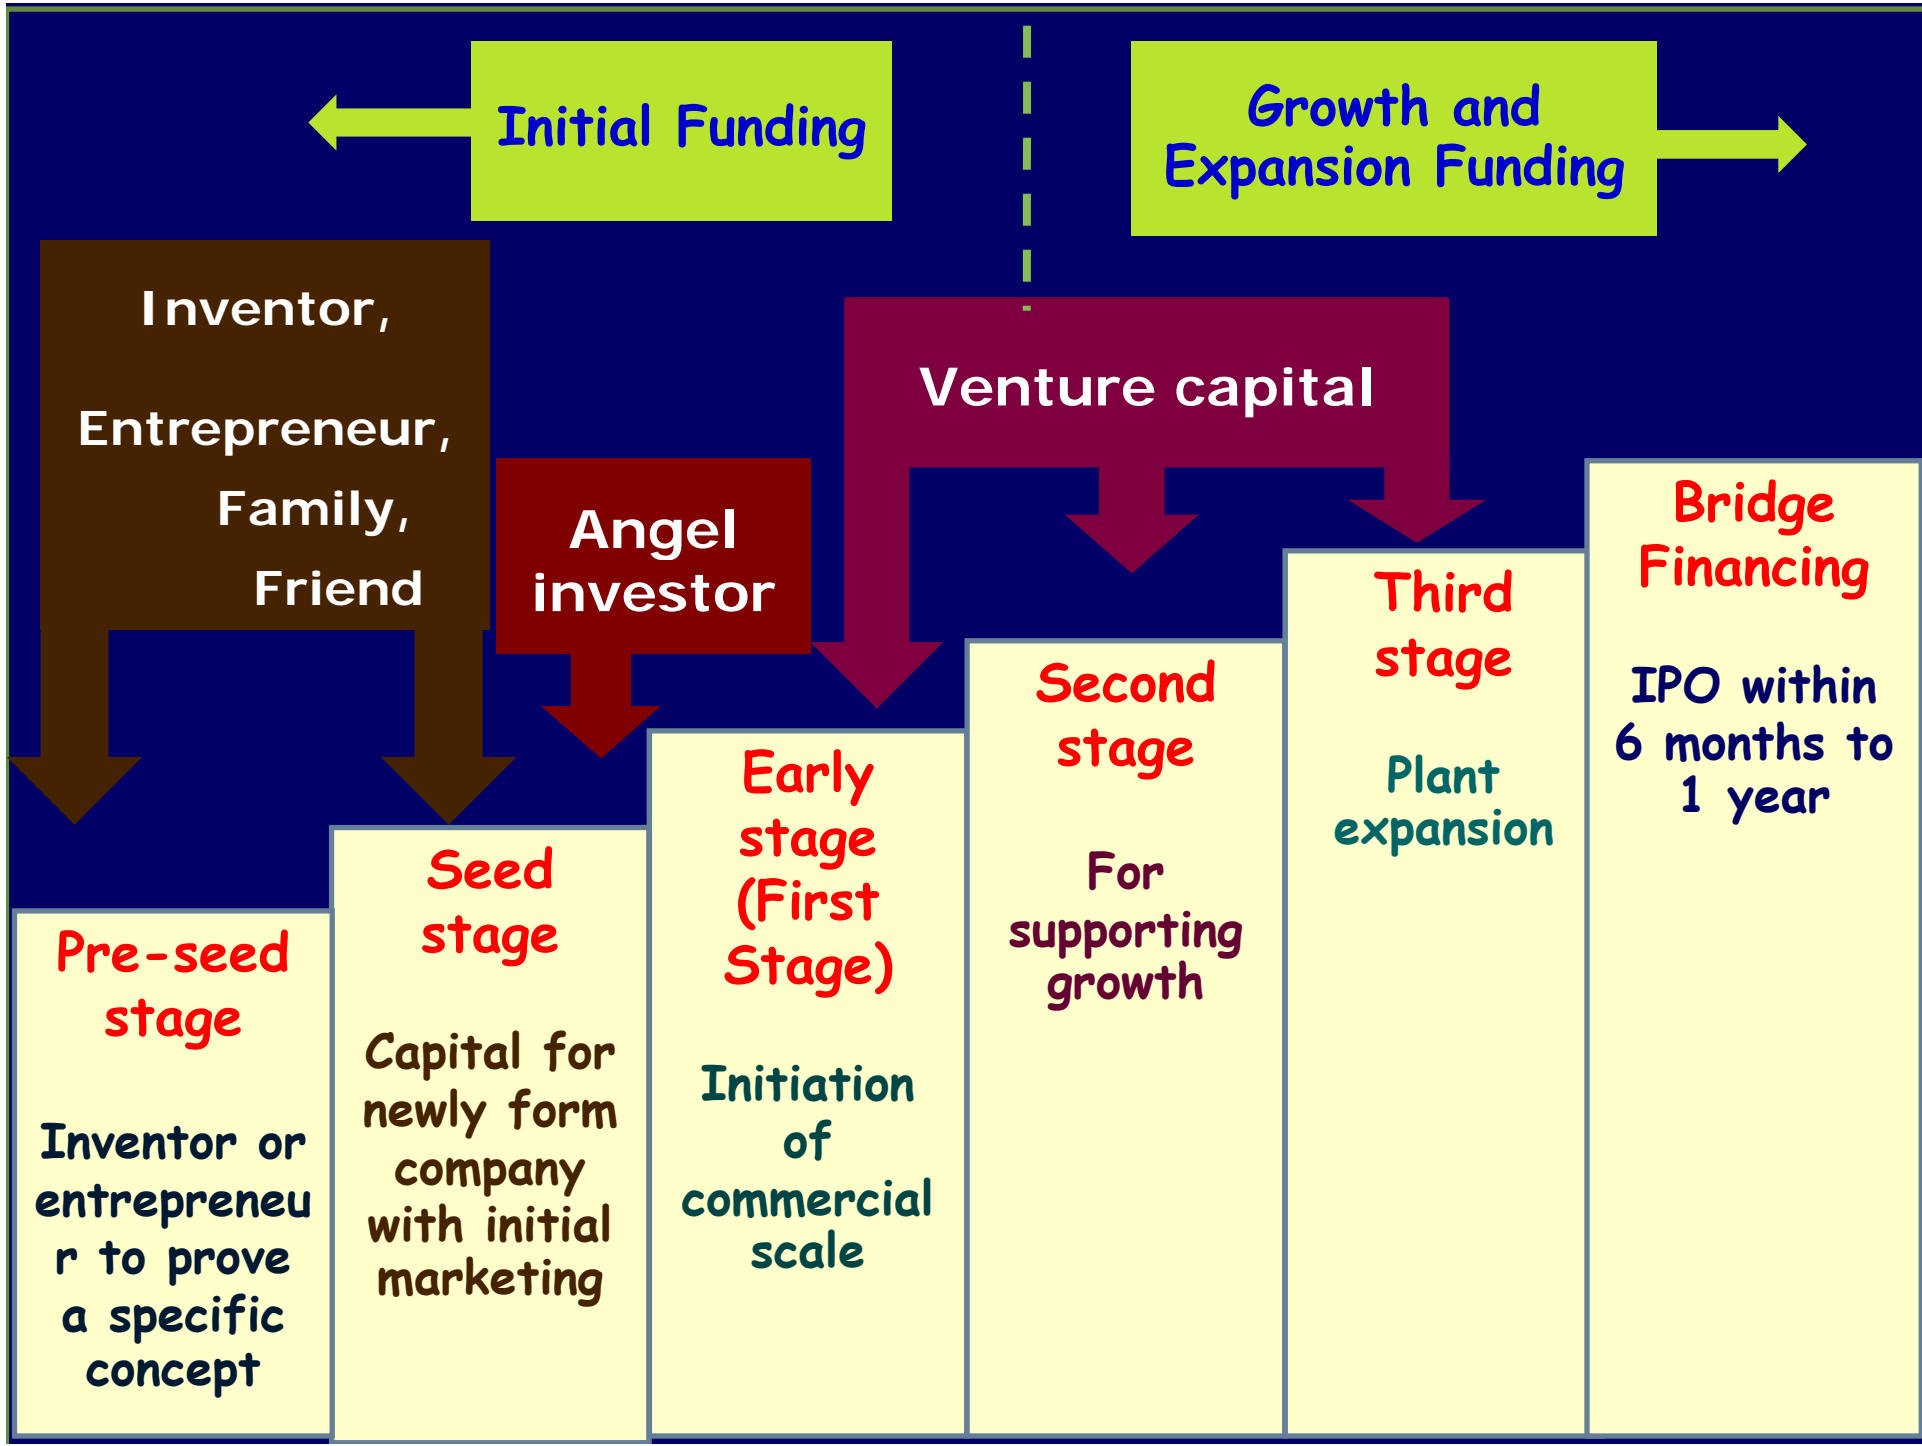 Initial Funding
Growth and
Expansion Funding
Inventor,
Entrepreneur,
Family,
Friend
Angel
investor
Venture capital
Pre-seed
stage
Inventor or
entrepreneu
r to prove
a specific
concept
Seed
stage
Capital for
newly form
company
with initial
marketing
Early
stage
(First
Stage)
Initiation
of
commercial
scale
Second
stage
For
supporting
growth
Third
stage
Plant
expansion
Bridge
Financing
IPO within
6 months to
1 year